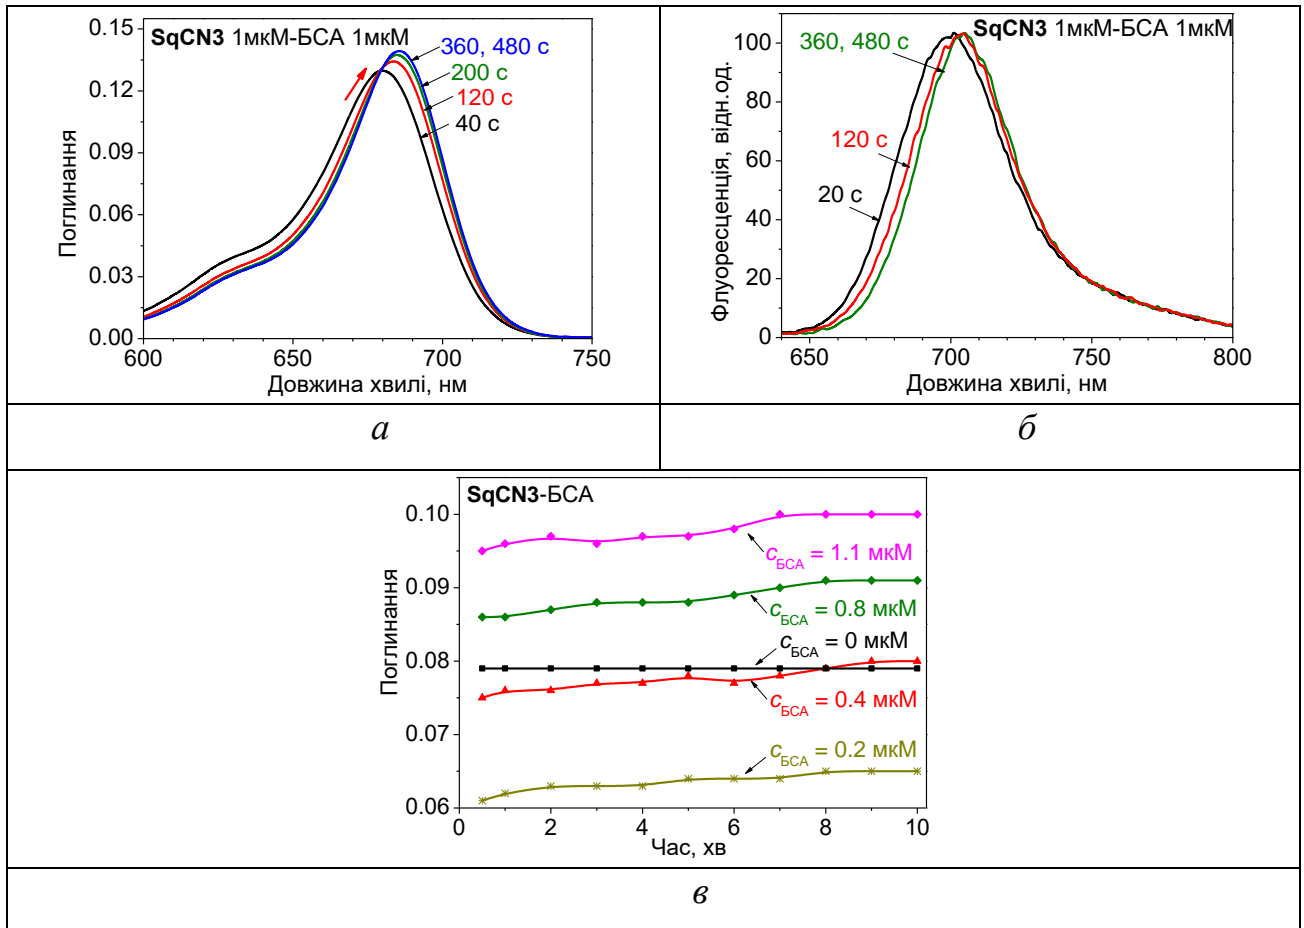 SqCN3 1мкМ-БСА 1мкМ
360, 480 с
200 с
120 с
40 с
0.15
0.12
0.09
0.06
0.03
0.00
600
650
700
750
Поглинання
Довжина хвилі, нм
SqCN3 1мкМ-БСА 1мкМ
360, 480 с
120 с
20 с
100
80
60
40
20
0
650
700
750
800
Флуоресценція, відн.од.
Довжина хвилі, нм
а
б
SqCN3-БСА
cБСА = 1.1 мкМ
cБСА = 0.8 мкМ
cБСА = 0 мкМ
cБСА = 0.4 мкМ
cБСА = 0.2 мкМ
0.10
0.09
0.08
0.07
0.06
0
2
4
6
8
10
Поглинання
Час, хв
в